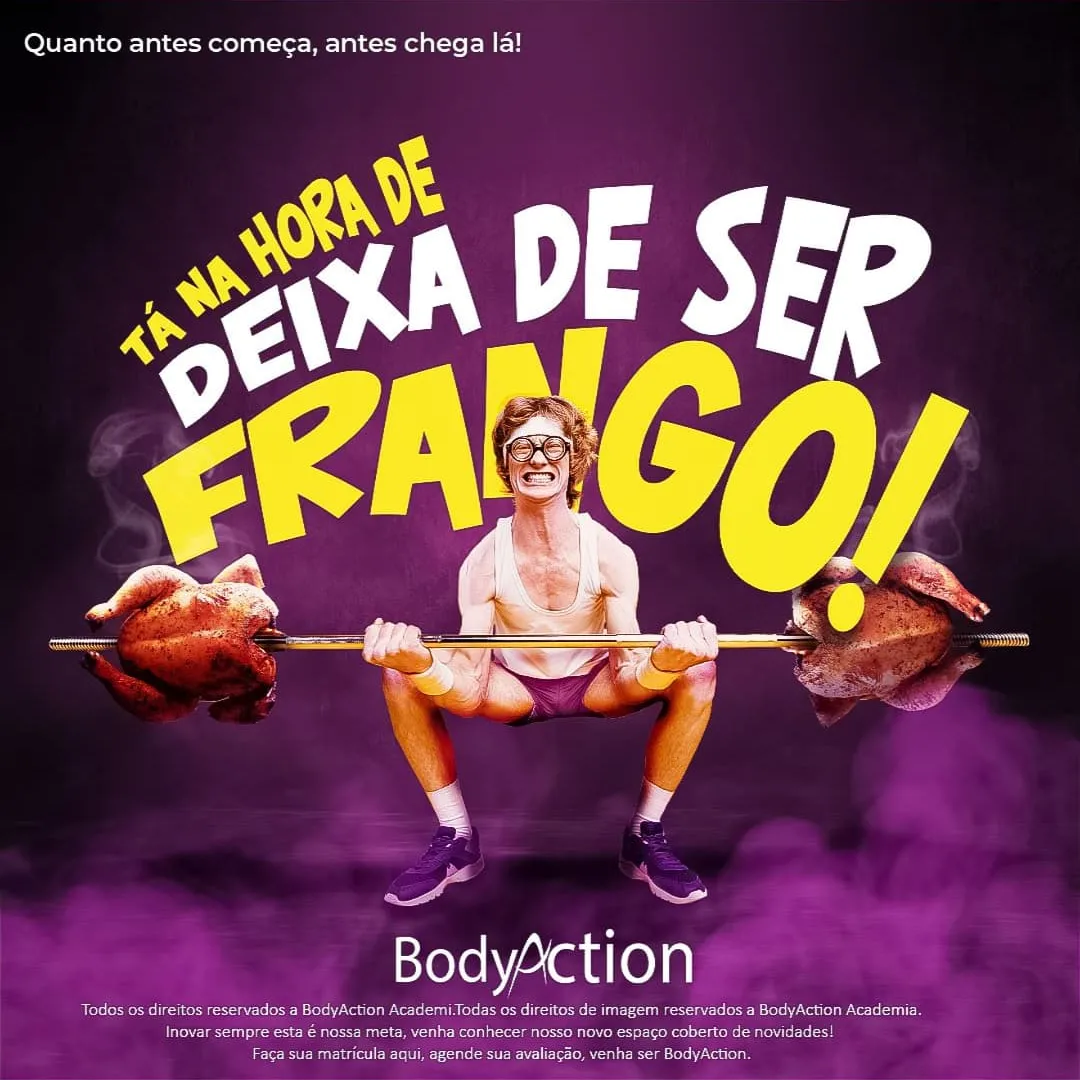 Quanto antes começa, antes chega lá!
TÁ NA HORA DE
DEIXA DE SER
FRANGO!
BodyAction
Todos os direitos reservados a BodyAction Academi.Todas os direitos de imagem reservados a BodyAction Academia.
Inovar sempre esta é nossa meta, venha conhecer nosso novo espaço coberto de novidades!
Faça sua matrícula aqui, agende sua avaliação, venha ser BodyAction.